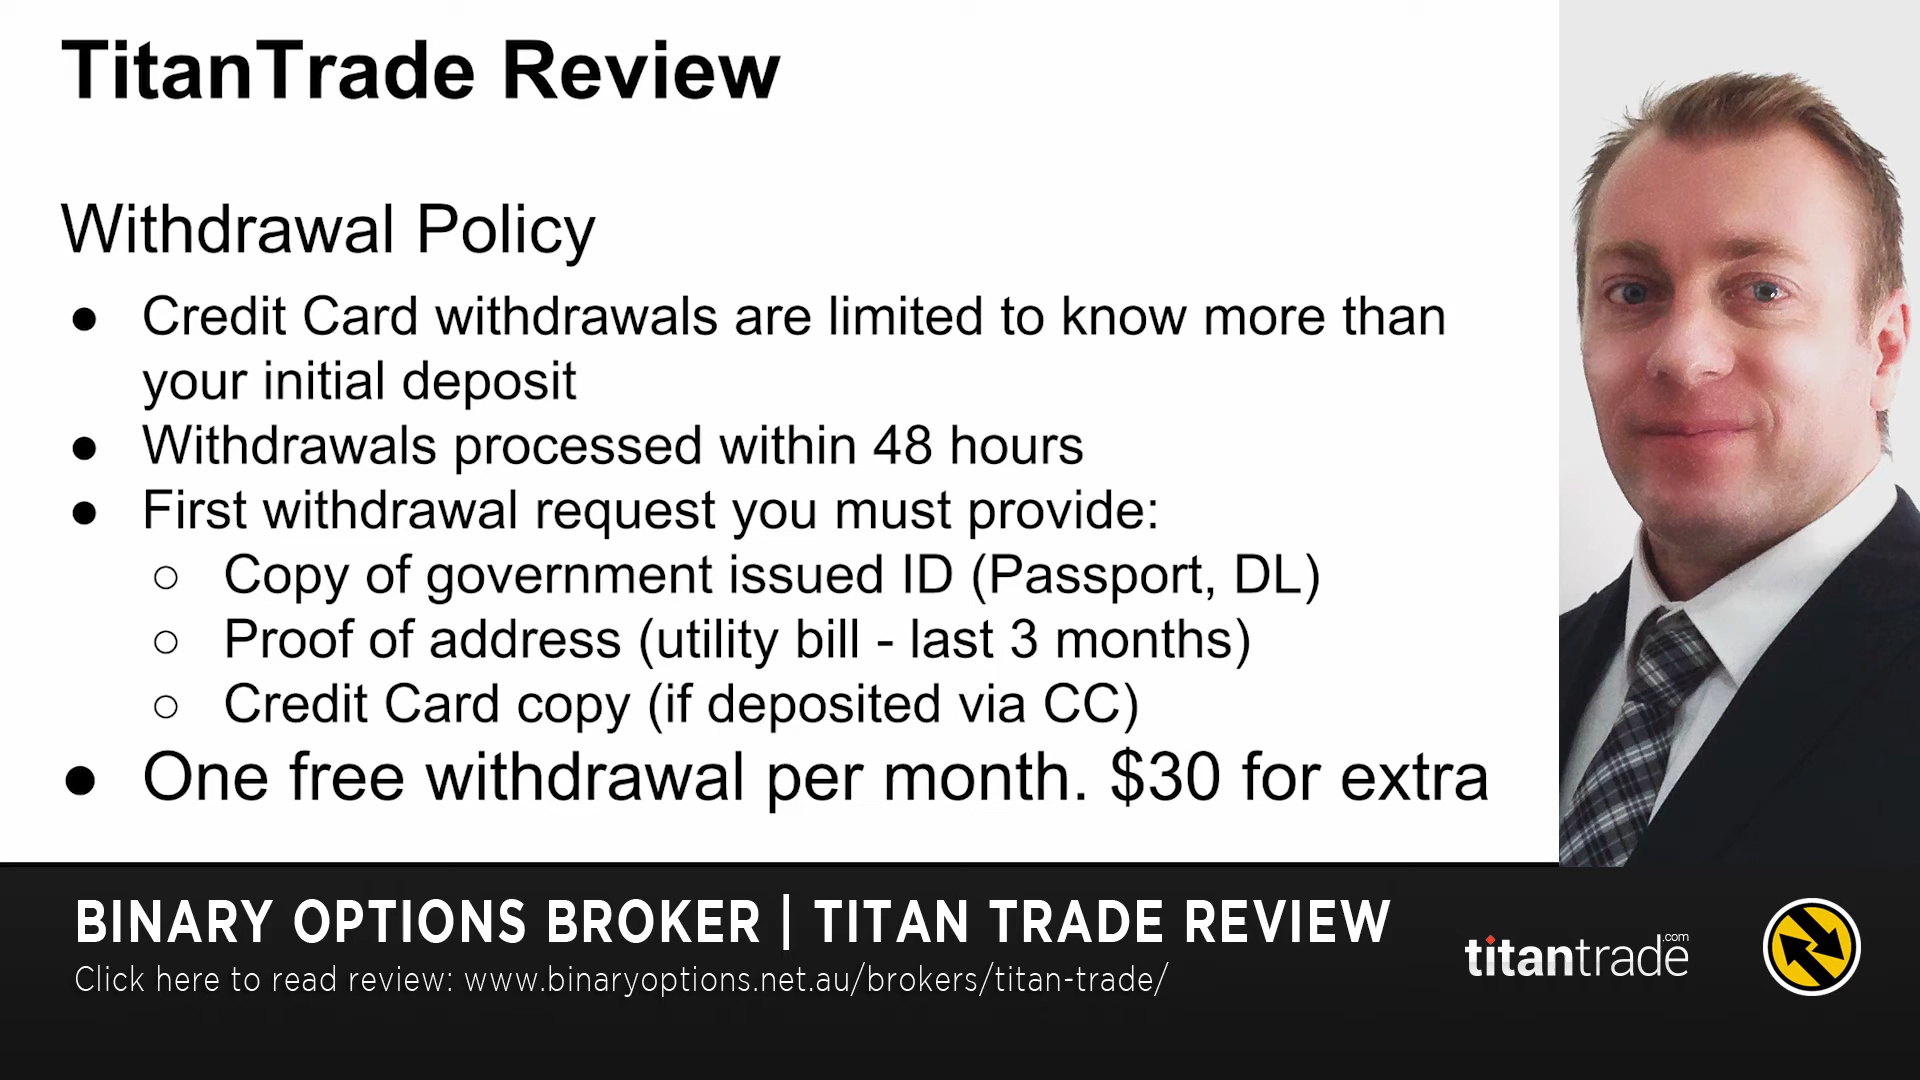 TitanTrade Review
Withdrawal Policy
● Credit Card withdrawals are limited to know more than
your initial deposit
● Withdrawals processed within 48 hours
● First withdrawal request you must provide:
○ Copy of government issued ID (Passport, DL)
○ Proof of address (utility bill - last 3 months)
○ Credit Card copy (if deposited via CC)
● One free withdrawal per month. $30 for extra
BINARY OPTIONS BROKER | TITAN TRADE REVIEW
Click here to read review: www.binaryoptions.net.au/brokers/titan-trade/
titantrade.com